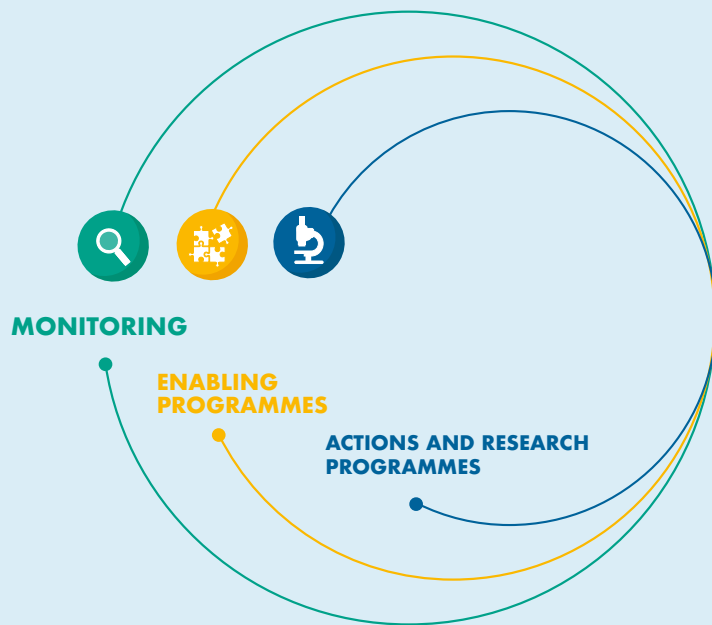 MONITORING
ENABLING
PROGRAMMES
ACTIONS AND RESEARCH
PROGRAMMES